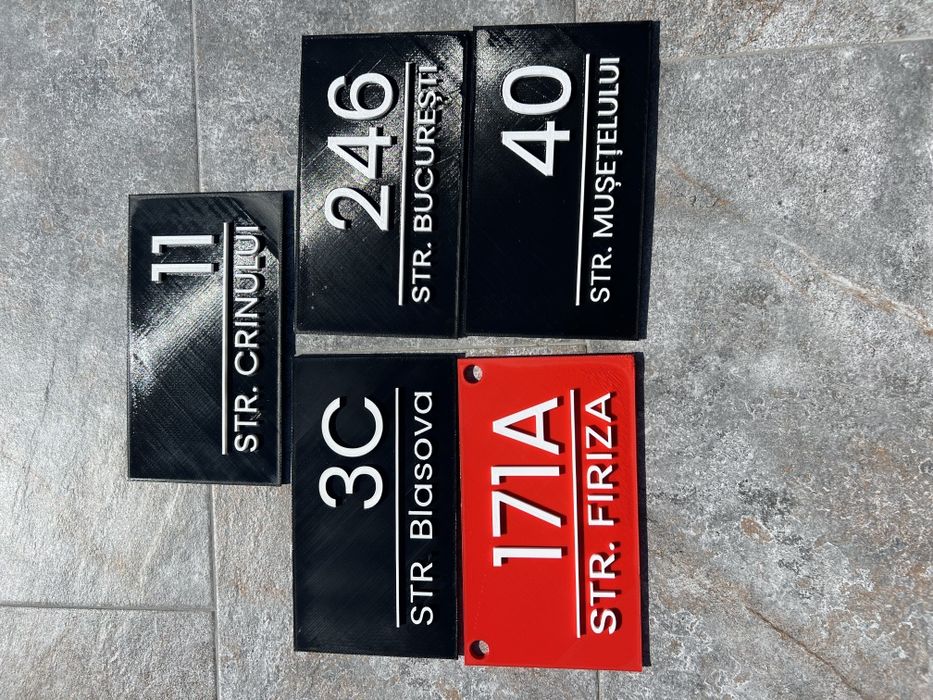 11
STR. CRINULUI
246
STR. BUCUREȘTI
40
STR. MUȘEȚELULUI
3C
STR. Blasova
171A
STR. FIRIZA